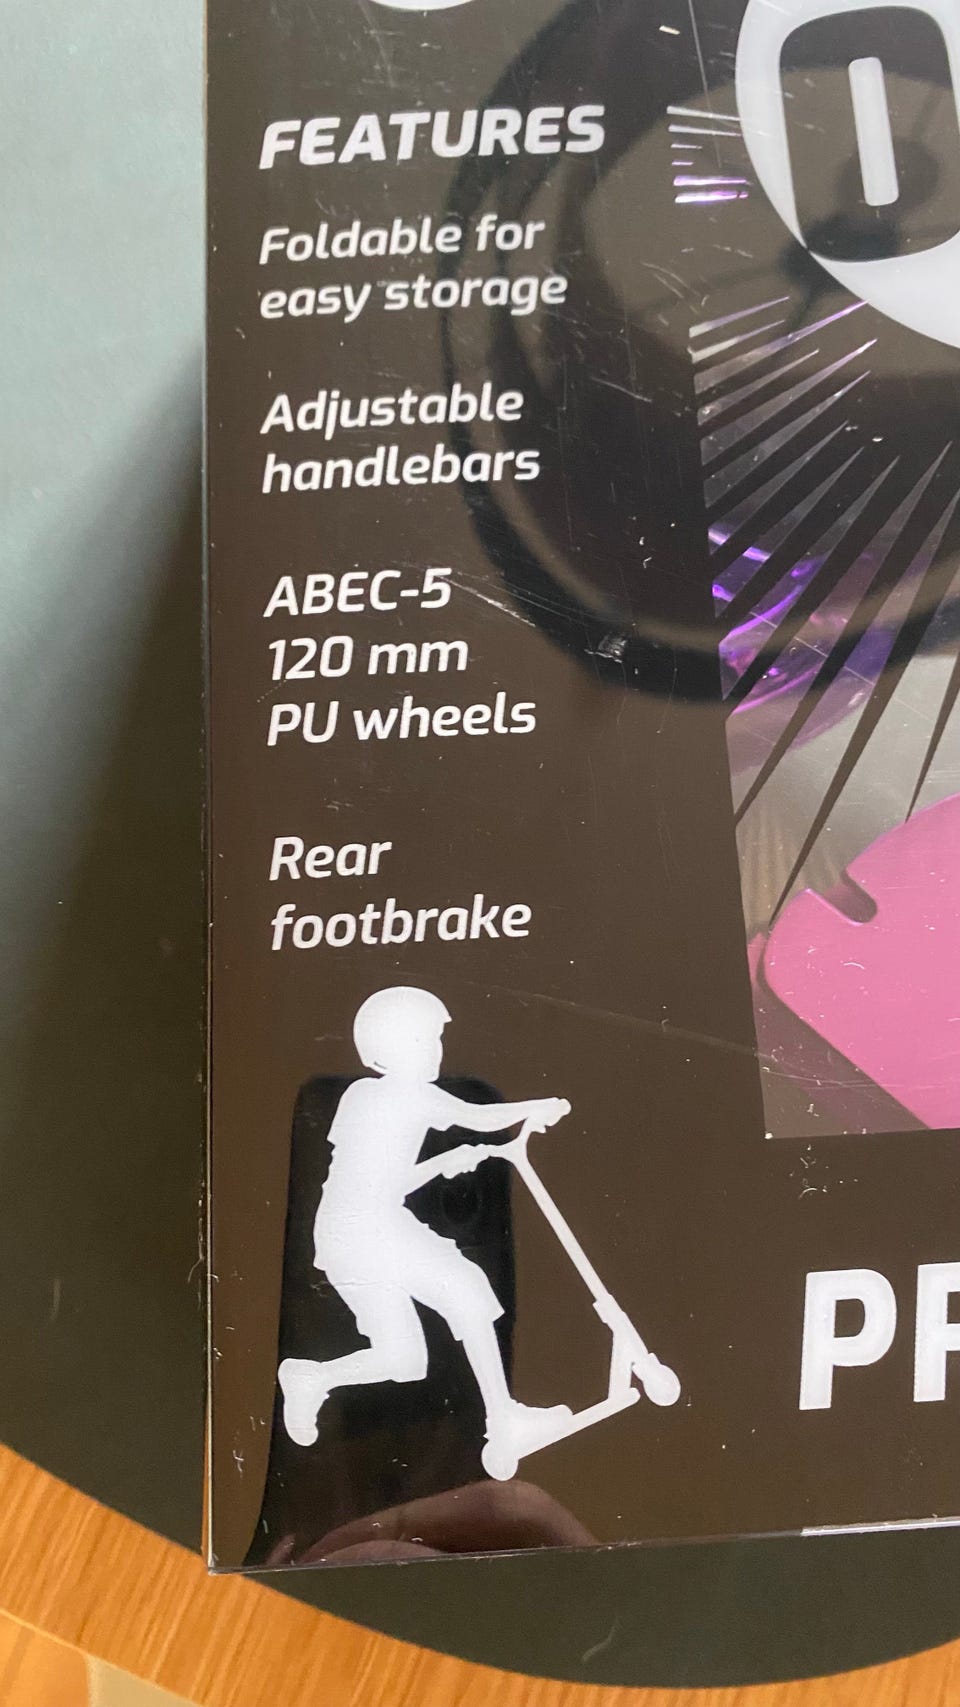 FEATURES
Foldable for
easy storage
Adjustable
handlebars
ABEC-5
120 mm
PU wheels
Rear
footbrake